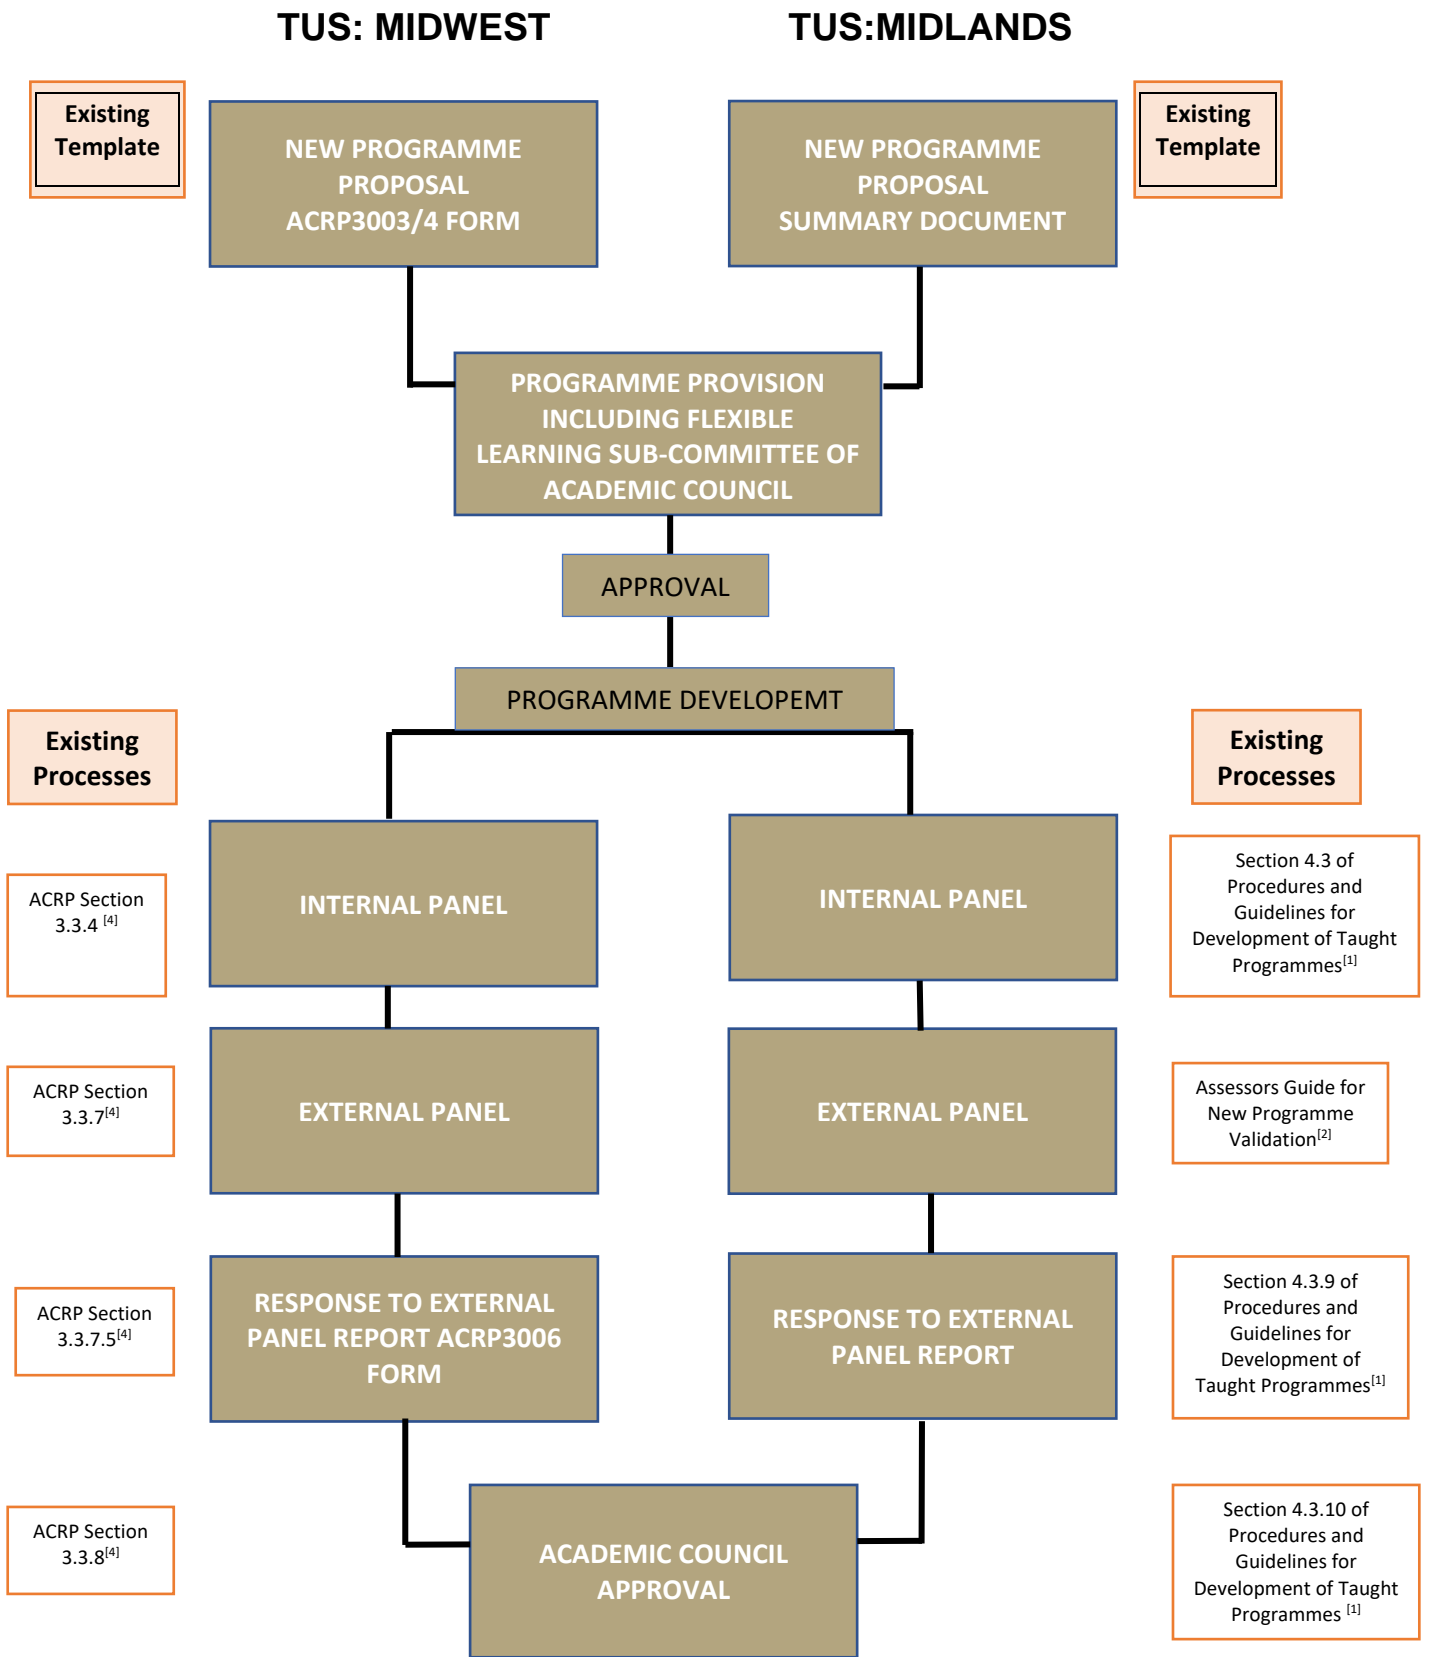 TUS: MIDWEST
TUS:MIDLANDS
Existing
Template
NEW PROGRAMME
PROPOSAL
ACRP3003/4 FORM
NEW PROGRAMME
PROPOSAL
SUMMARY DOCUMENT
Existing
Template
PROGRAMME PROVISION
INCLUDING FLEXIBLE
LEARNING SUB-COMMITTEE OF
ACADEMIC COUNCIL
APPROVAL
PROGRAMME DEVELOPEMT
Existing
Processes
Existing
Processes
ACRP Section
3.3.4 [4]
INTERNAL PANEL
INTERNAL PANEL
Section 4.3 of
Procedures and
Guidelines for
Development of Taught
Programmes[1]
ACRP Section
3.3.7[4]
EXTERNAL PANEL
EXTERNAL PANEL
Assessors Guide for
New Programme
Validation[2]
ACRP Section
3.3.7.5[4]
RESPONSE TO EXTERNAL
PANEL REPORT ACRP3006
FORM
RESPONSE TO EXTERNAL
PANEL REPORT
Section 4.3.9 of
Procedures and
Guidelines for
Development of
Taught Programmes[1]
ACRP Section
3.3.8[4]
ACADEMIC COUNCIL
APPROVAL
Section 4.3.10 of
Procedures and
Guidelines for
Development of Taught
Programmes [1]